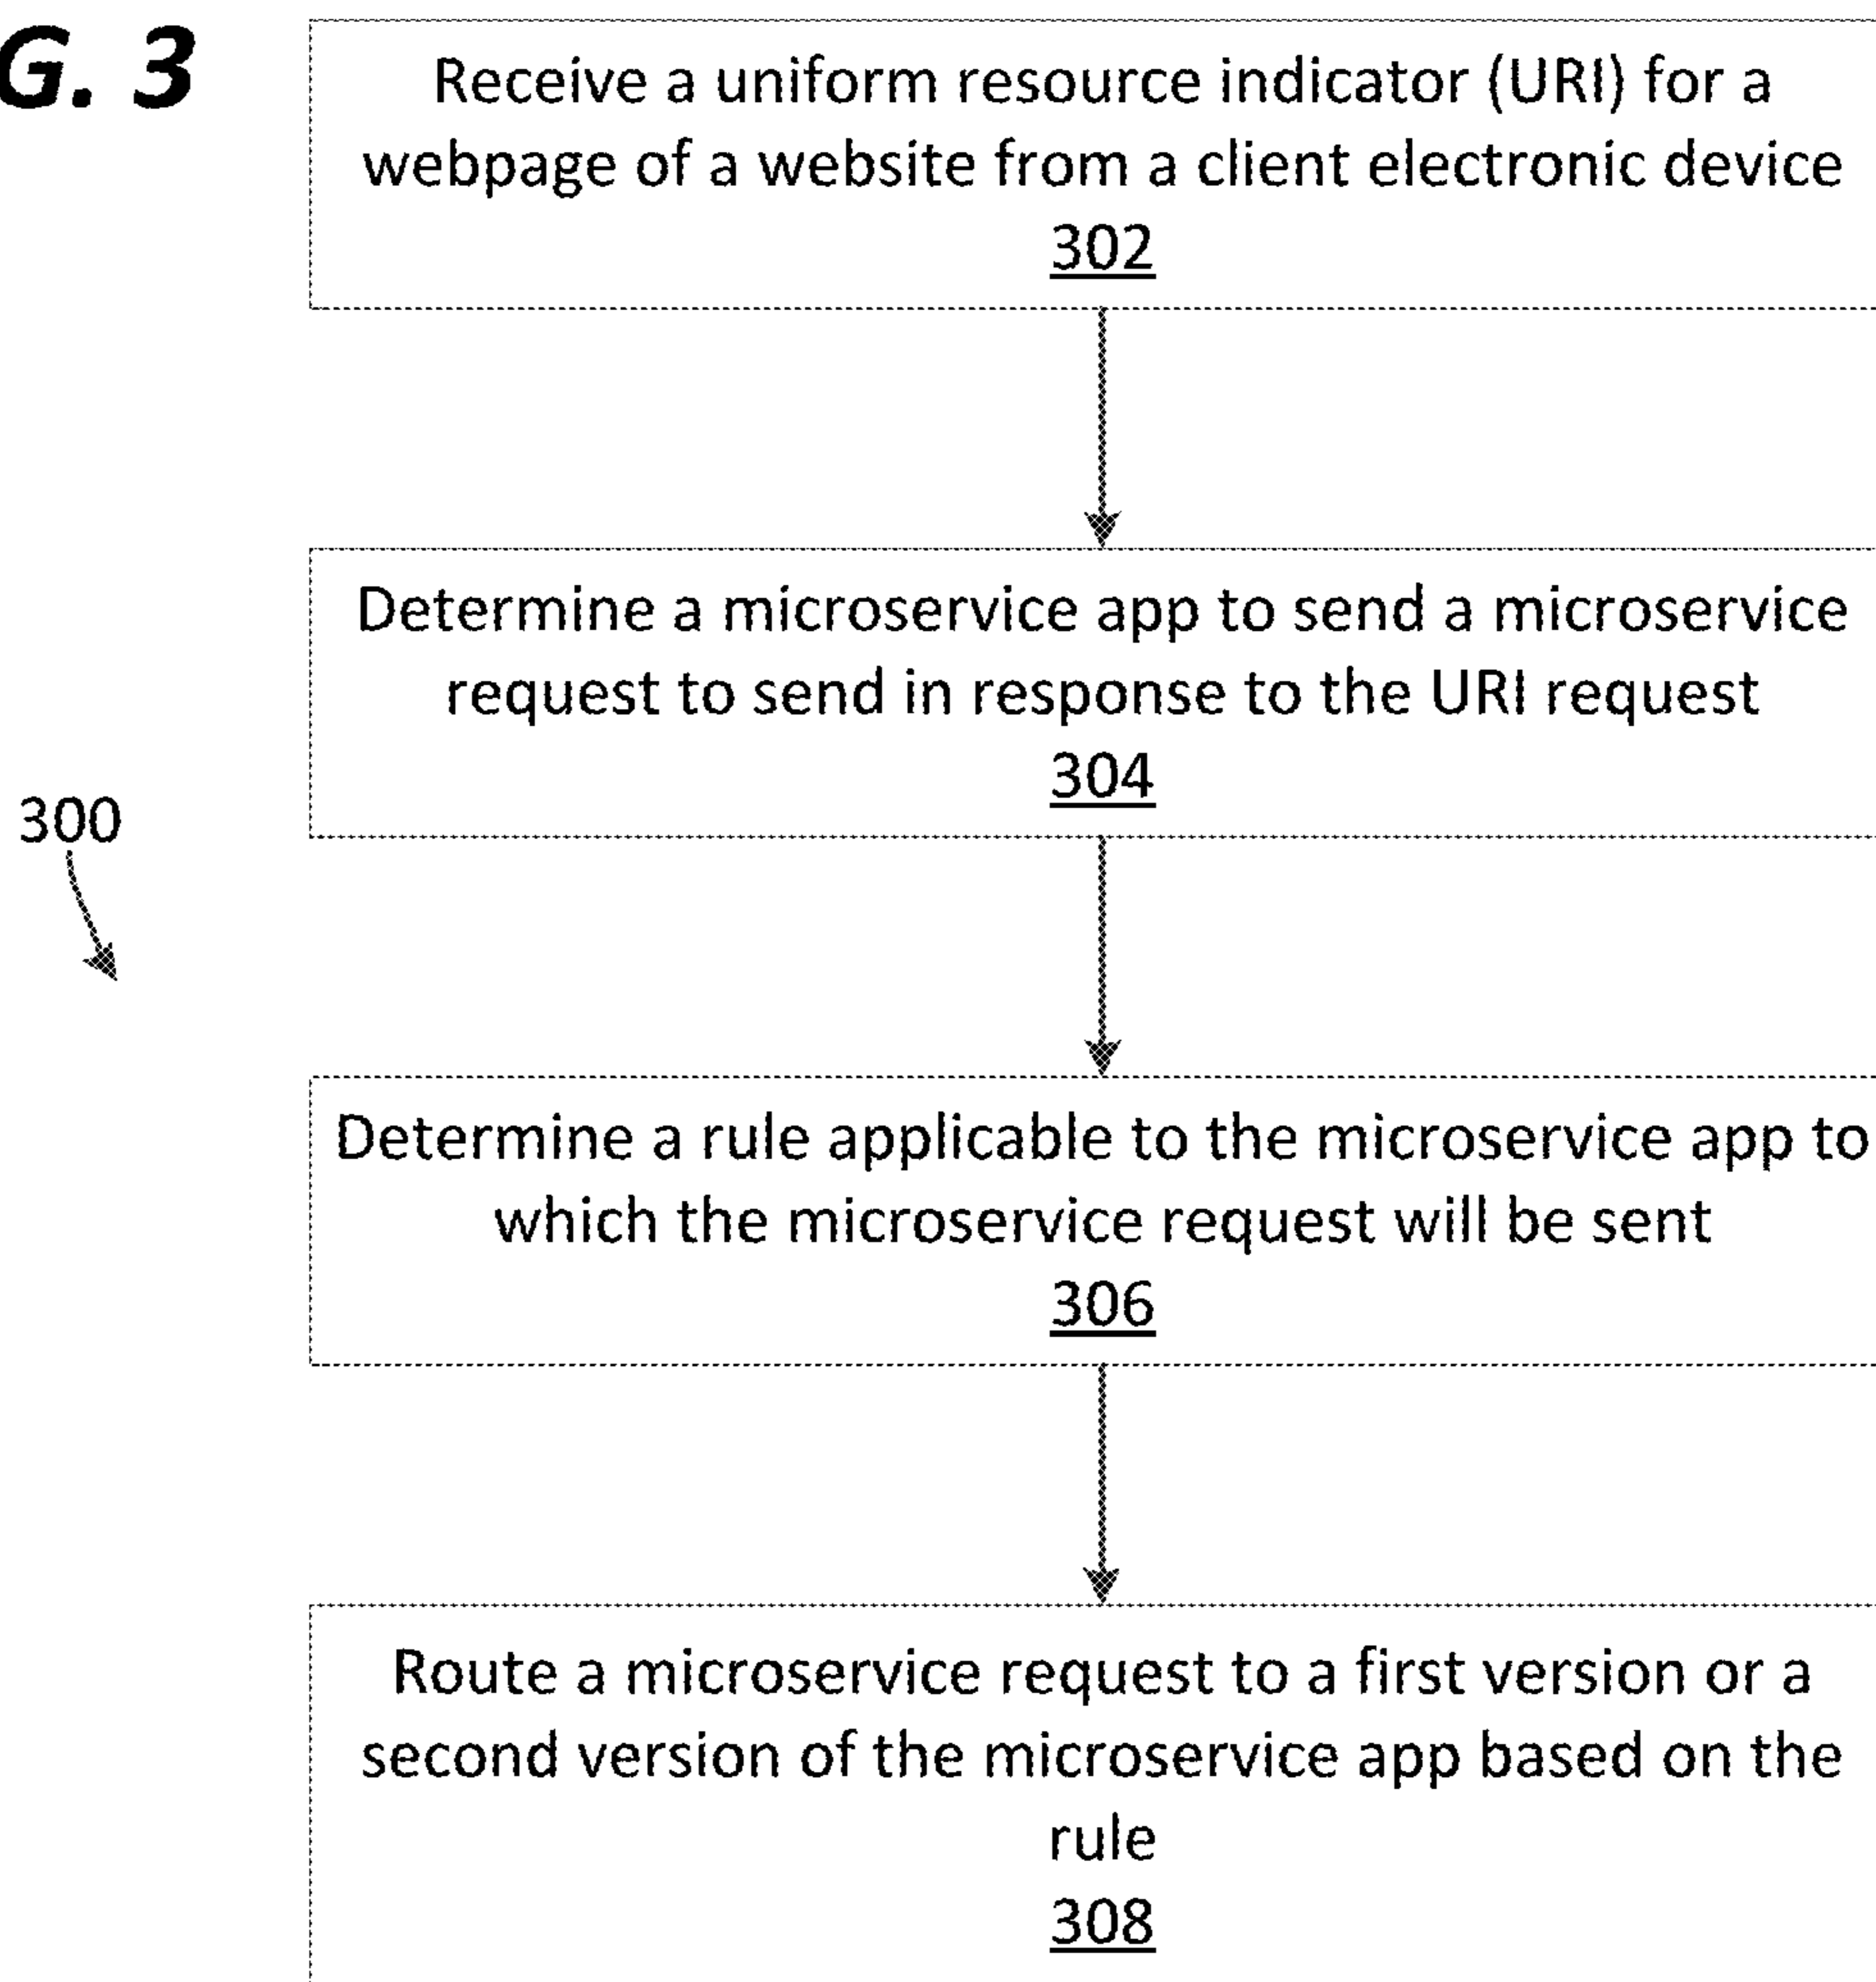 G. 3
Receive a uniform resource indicator (URI) for a
webpage of a website from a client electronic device
302
Determine a microservice app to send a microservice
request to send in response to the URI request
304
300
Determine a rule applicable to the microservice app to
which the microservice request will be sent
306
Route a microservice request to a first version or a
second version of the microservice app based on the
rule
308